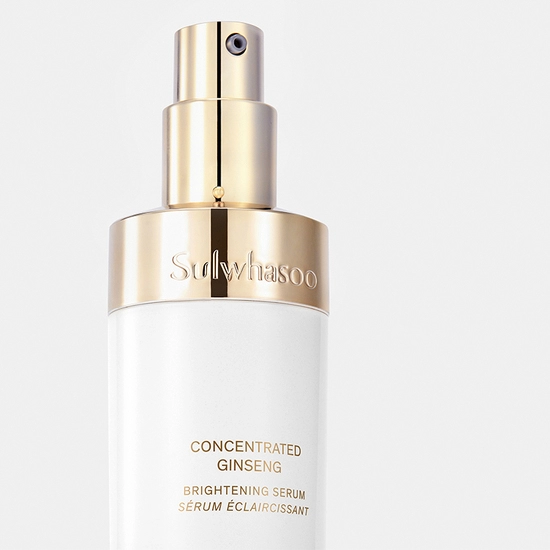 Sulwhasoo
CONCENTRATED
GINSENG
BRIGHTENING SERUM
SÉRUM ÉCLAIRCISSANT